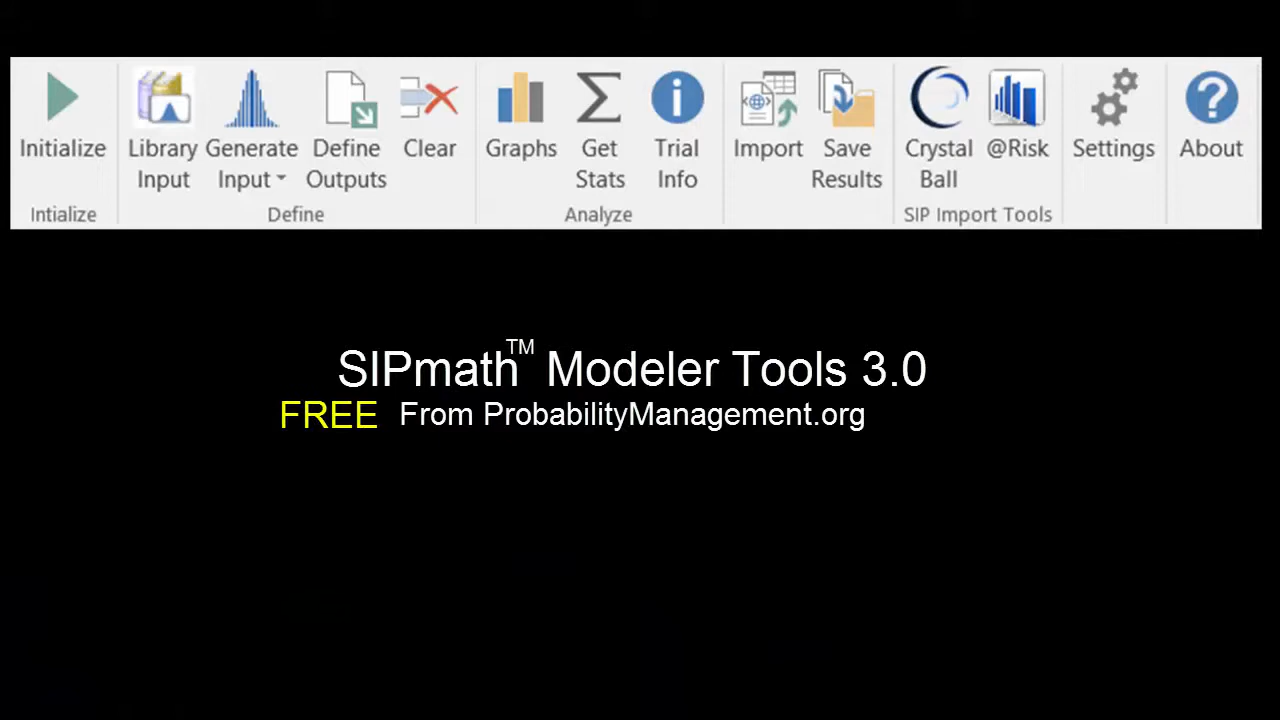 Initialize
Library Input
Generate Input
Define Outputs
Clear
Graphs
Get Stats
Trial Info
Import
Save Results
Crystal Ball
@Risk
Settings
About
Intialize
Define
Analyze
SIP Import Tools
SIPmath™ Modeler Tools 3.0
FREE From ProbabilityManagement.org